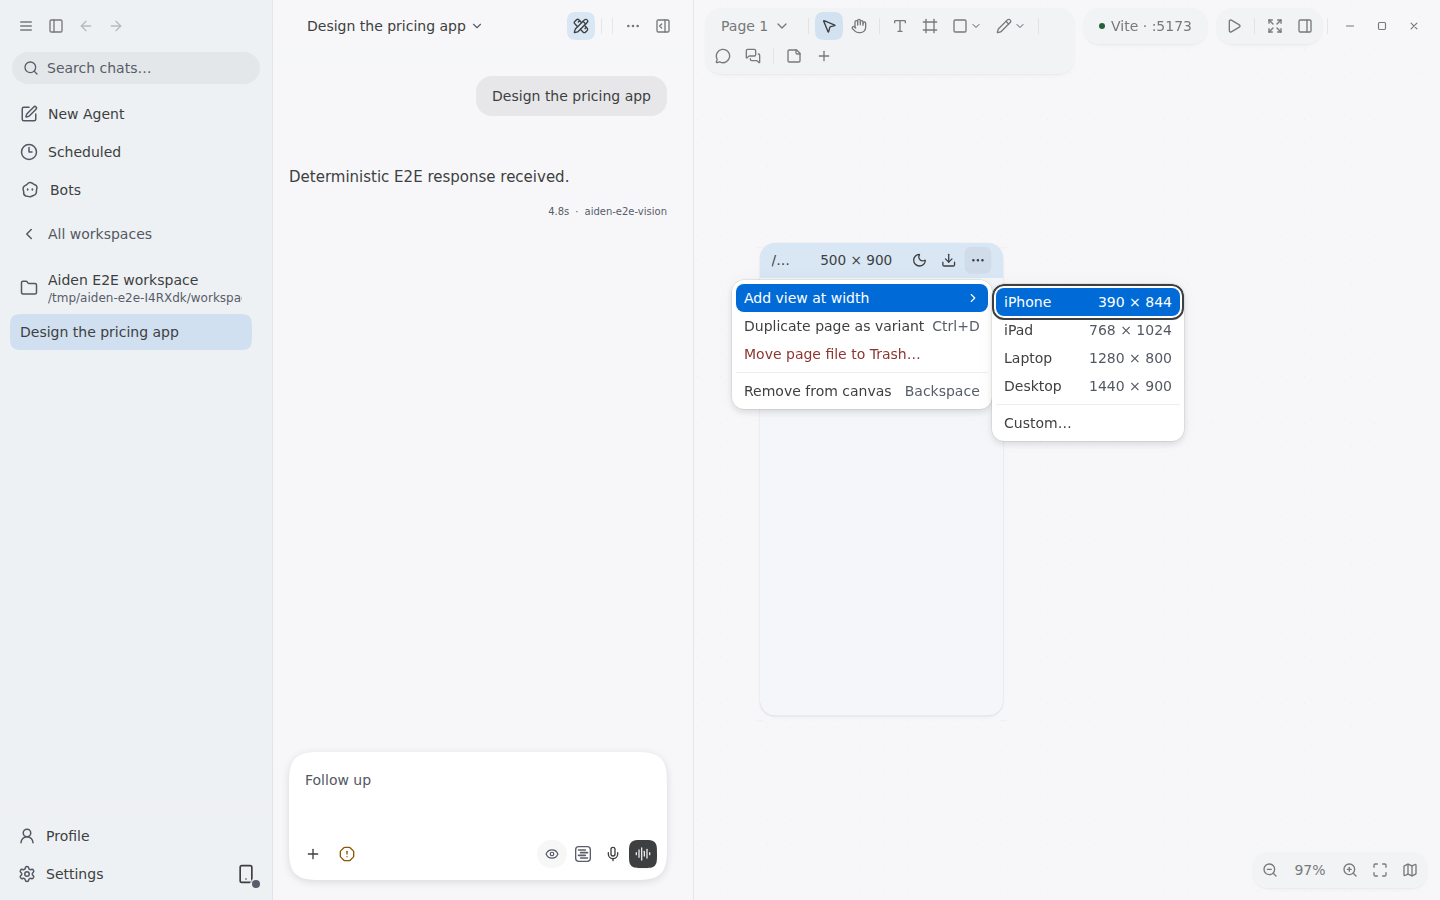 Search chats…
New Agent
Scheduled
Bots
All workspaces
Aiden E2E workspace
/tmp/aiden-e2e-I4RXdk/workspa
Design the pricing app
Profile
Settings
Design the pricing app
Design the pricing app
Deterministic E2E response received.
4.8s · aiden-e2e-vision
Follow up
Page 1
Vite · :5173
/… 500 × 900
Add view at width
Duplicate page as variant Ctrl+D
Move page file to Trash…
Remove from canvas Backspace
iPhone 390 × 844
iPad 768 × 1024
Laptop 1280 × 800
Desktop 1440 × 900
Custom…
97%